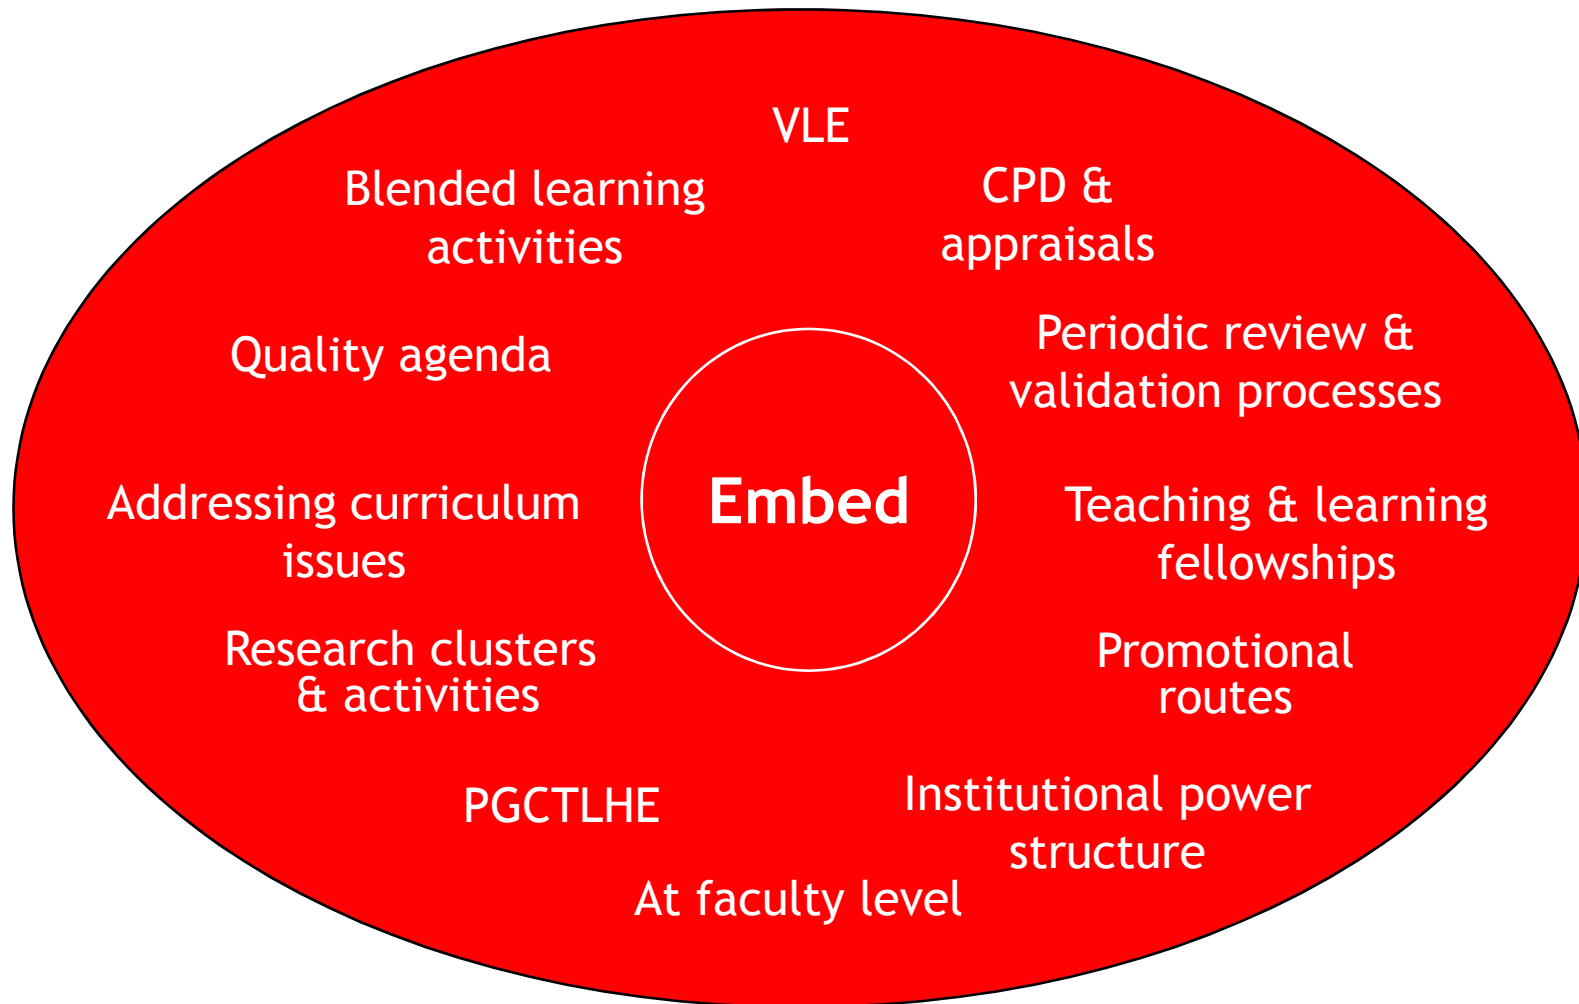 VLE
Blended learning
activities
CPD &
appraisals
Quality agenda
Periodic review &
validation processes
Embed
Addressing curriculum
issues
Teaching & learning
fellowships
Research clusters
& activities
Promotional
routes
PGCTLHE
Institutional power
structure
At faculty level